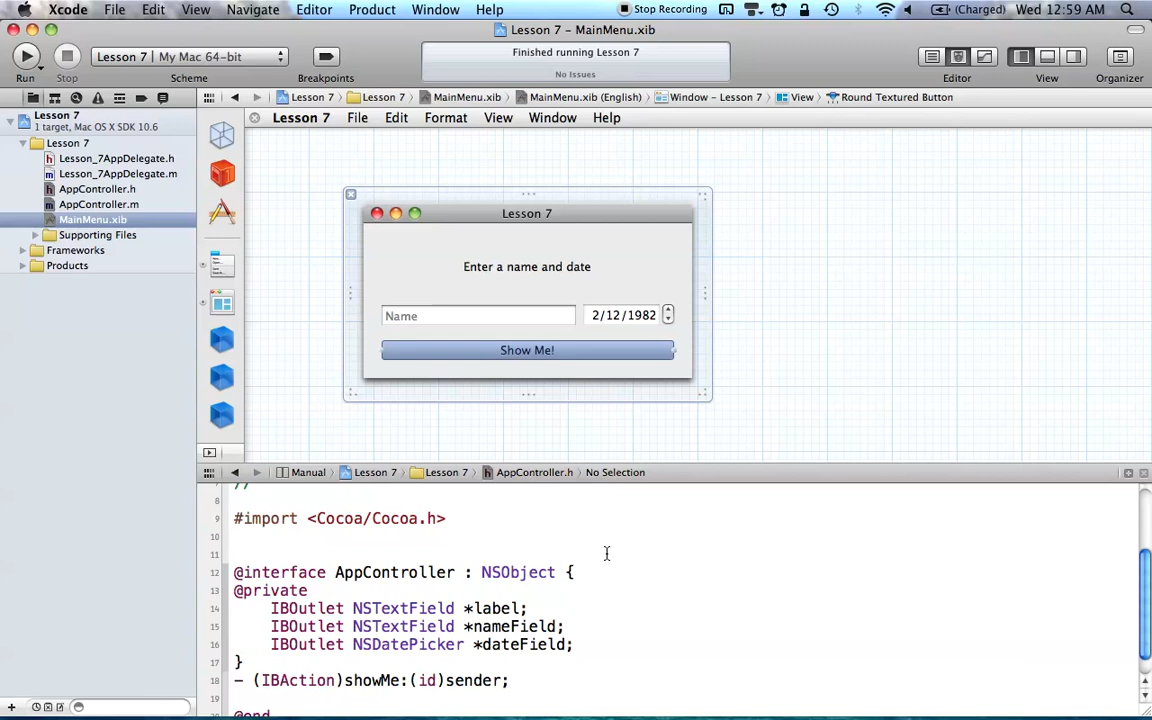 Xcode File Edit View Navigate Editor Product Window Help Stop Recording (Charged) Wed 12:59 AM
Lesson 7 – MainMenu.xib
Run Stop Lesson 7 My Mac 64-bit Scheme Breakpoints Finished running Lesson 7 No Issues Editor View Organizer
Lesson 7 Lesson 7 MainMenu.xib MainMenu.xib (English) Window – Lesson 7 View Round Textured Button
Lesson 7
1 target, Mac OS X SDK 10.6
Lesson 7
Lesson_7AppDelegate.h
Lesson_7AppDelegate.m
AppController.h
AppController.m
MainMenu.xib
Supporting Files
Frameworks
Products
Lesson 7 File Edit Format View Window Help
Lesson 7
Enter a name and date
Name 2/12/1982
Show Me!
Manual Lesson 7 Lesson 7 AppController.h No Selection
7 //
8
9 #import <Cocoa/Cocoa.h>
10
11
12 @interface AppController : NSObject {
13 @private
14 IBOutlet NSTextField *label;
15 IBOutlet NSTextField *nameField;
16 IBOutlet NSDatePicker *dateField;
17 }
18 - (IBAction)showMe:(id)sender;
19
@end